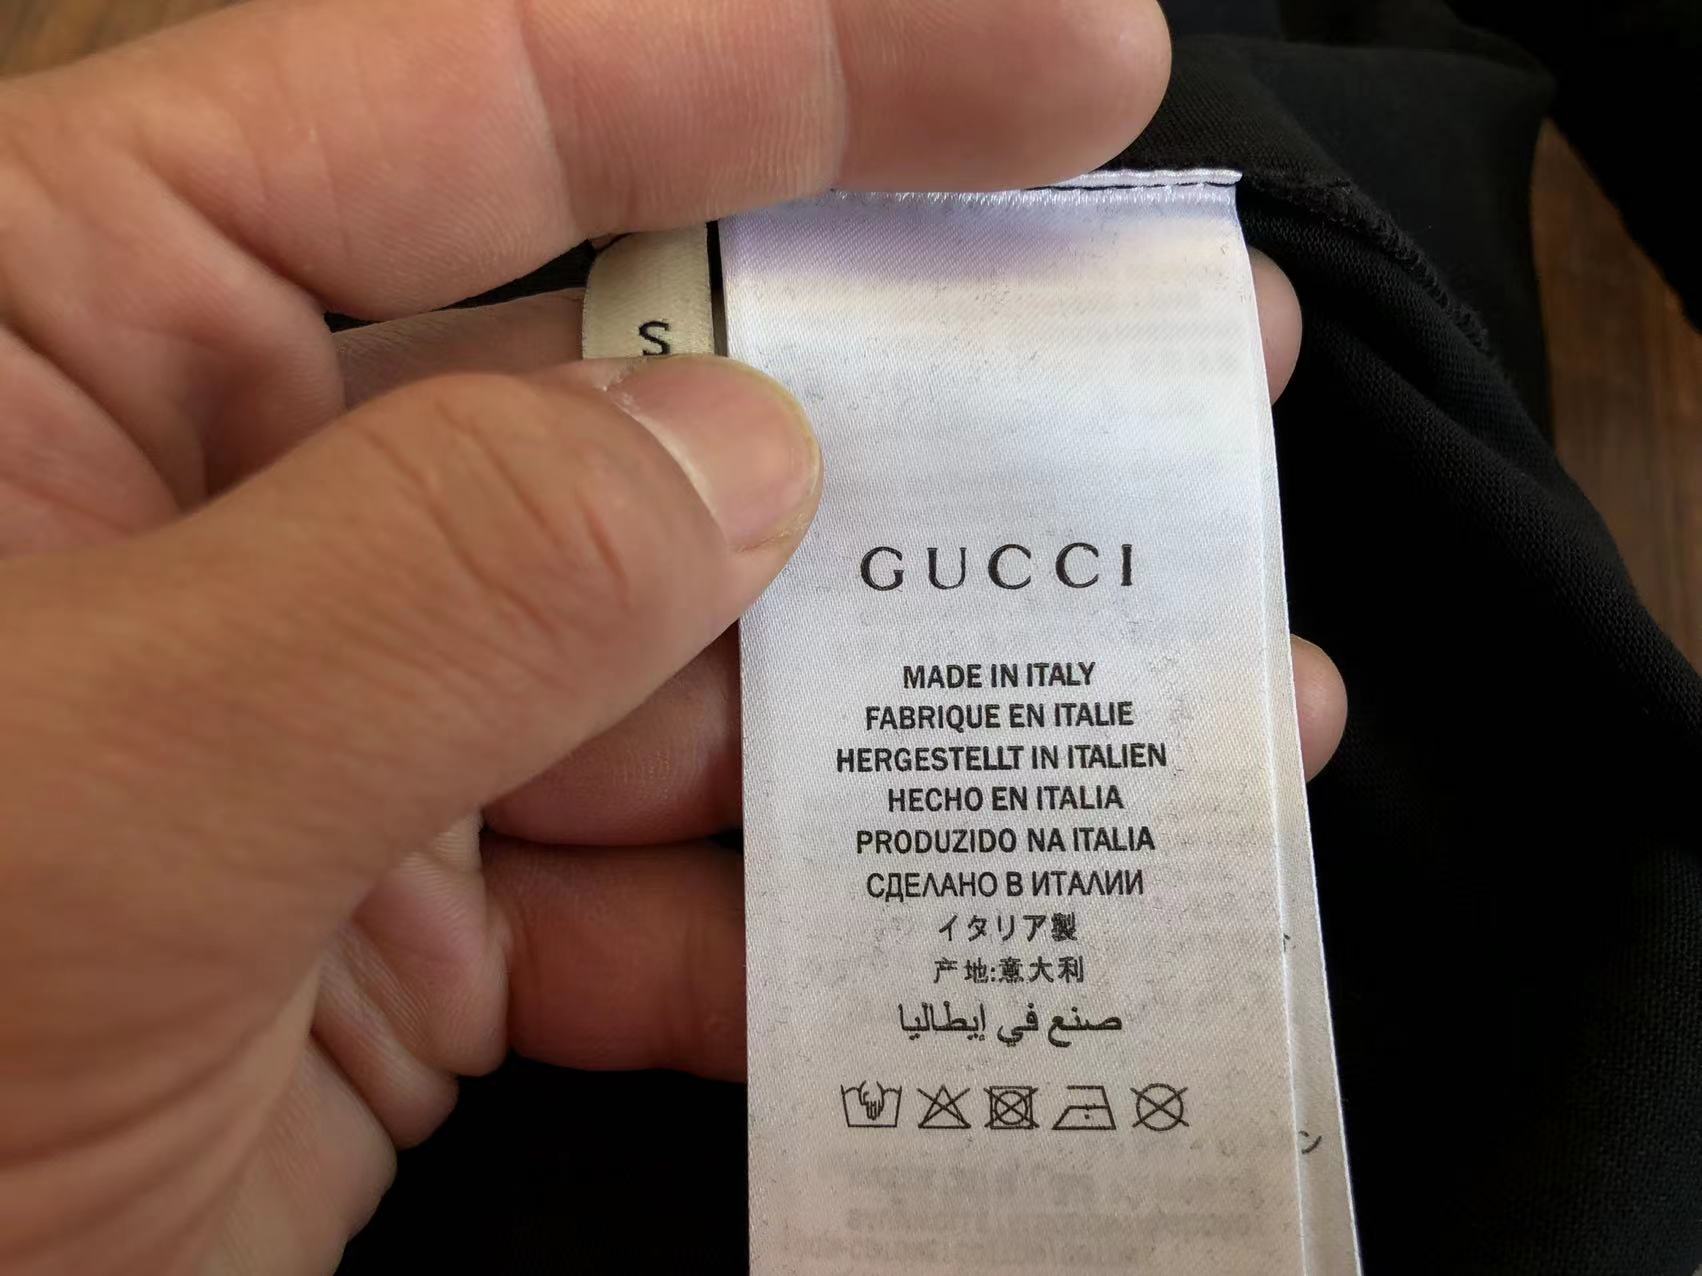 S
GUCCI
MADE IN ITALY
FABRIQUE EN ITALIE
HERGESTELLT IN ITALIEN
HECHO EN ITALIA
PRODUZIDO NA ITALIA
СДЕЛАНО В ИТАЛИИ
イタリア製
产地:意大利
صنع في إيطاليا